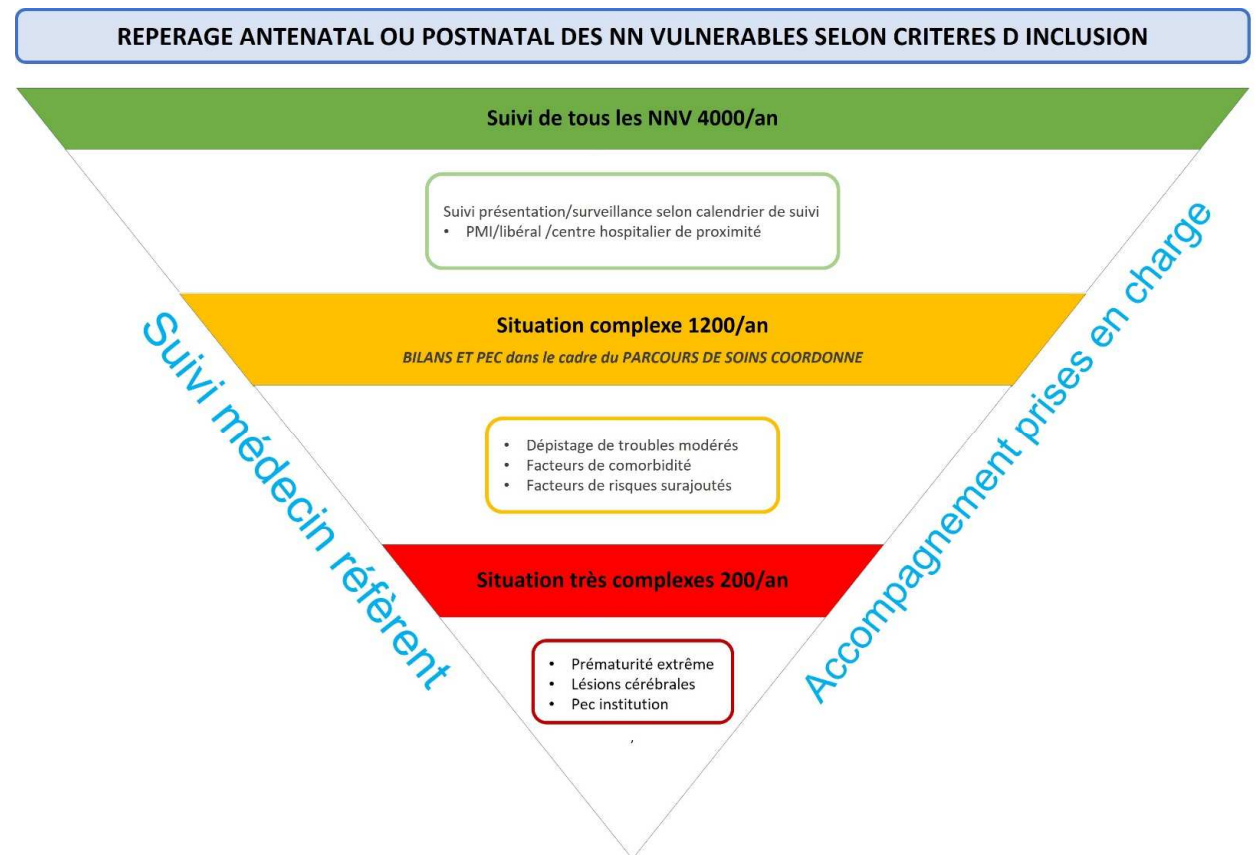 REPERAGE ANTENATAL OU POSTNATAL DES NN VULNERABLES SELON CRITERES D INCLUSION
Suivi de tous les NNV 4000/an
Suivi présentation/surveillance selon calendrier de suivi
• PMI/libéral /centre hospitalier de proximité
Situation complexe 1200/an
BILANS ET PEC dans le cadre du PARCOURS DE SOINS COORDONNE
• Dépistage de troubles modérés
• Facteurs de comorbidité
• Facteurs de risques surajoutés
Situation très complexes 200/an
• Prématurité extrême
• Lésions cérébrales
• Pec institution
,
Suivi médecin référent
Accompagnement prises en charge